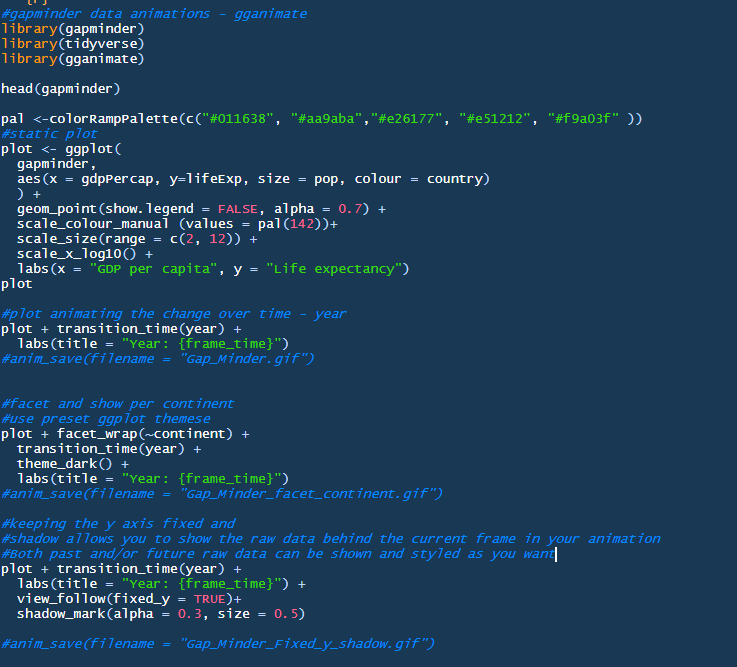 {r}
#gapminder data animations - gganimate
library(gapminder)
library(tidyverse)
library(gganimate)
head(gapminder)
pal <-colorRampPalette(c("#011638", "#aa9aba","#e26177", "#e51212", "#f9a03f" ))
#static plot
plot <- ggplot(
gapminder,
aes(x = gdpPercap, y=lifeExp, size = pop, colour = country)
) +
geom_point(show.legend = FALSE, alpha = 0.7) +
scale_colour_manual (values = pal(142))+
scale_size(range = c(2, 12)) +
scale_x_log10() +
labs(x = "GDP per capita", y = "Life expectancy")
plot
#plot animating the change over time - year
plot + transition_time(year) +
labs(title = "Year: {frame_time}")
#anim_save(filename = "Gap_Minder.gif")
#facet and show per continent
#use preset ggplot themese
plot + facet_wrap(~continent) +
transition_time(year) +
theme_dark() +
labs(title = "Year: {frame_time}")
#anim_save(filename = "Gap_Minder_facet_continent.gif")
#keeping the y axis fixed and
#shadow allows you to show the raw data behind the current frame in your animation
#Both past and/or future raw data can be shown and styled as you want
plot + transition_time(year) +
labs(title = "Year: {frame_time}") +
view_follow(fixed_y = TRUE)+
shadow_mark(alpha = 0.3, size = 0.5)
#anim_save(filename = "Gap_Minder_Fixed_y_shadow.gif")